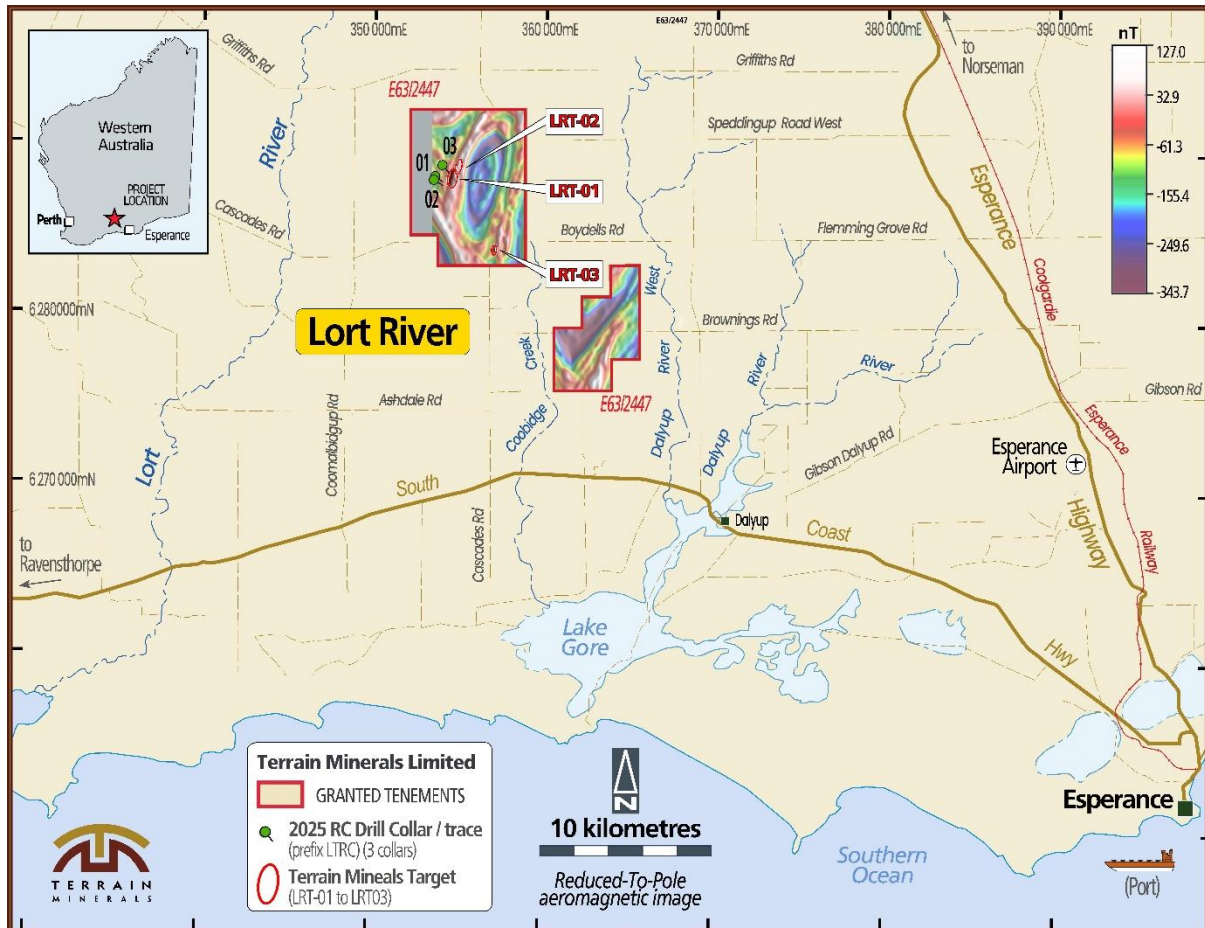 350 000mE
360 000mE
E63/2447
370 000mE
380 000mE
390 000mE
nT
127.0
32.9
-61.3
-155.4
-249.6
-343.7
to
Norseman
Griffiths Rd
Griffiths Rd
Speddingup Road West
E63/2447
LRT-02
LRT-01
LRT-03
03
01
02
Western
Australia
PROJECT
LOCATION
Perth
Esperance
River
Cascades Rd
Boydells Rd
Flemming Grove Rd
Esperance
Coolgardie
6 280 000mN
Lort River
Creek
West
River
Brownings Rd
River
River
E63/2447
Ashdale Rd
Coomalbidgup Rd
Coobidge
Dalyup
Dalyup
Gibson Dalyup Rd
Gibson Rd
Esperance
Esperance
Airport
Lort
6 270 000mN
South
Cascades Rd
Dalyup
Coast
Highway
Railway
to
Ravensthorpe
Lake
Gore
Hwy
Terrain Minerals Limited
GRANTED TENEMENTS
2025 RC Drill Collar / trace
(prefix LTRC) (3 collars)
Terrain Mineals Target
(LRT-01 to LRT03)
TERRAIN
MINERALS
N
10 kilometres
Reduced-To-Pole
aeromagnetic image
Southern
Ocean
Esperance
(Port)